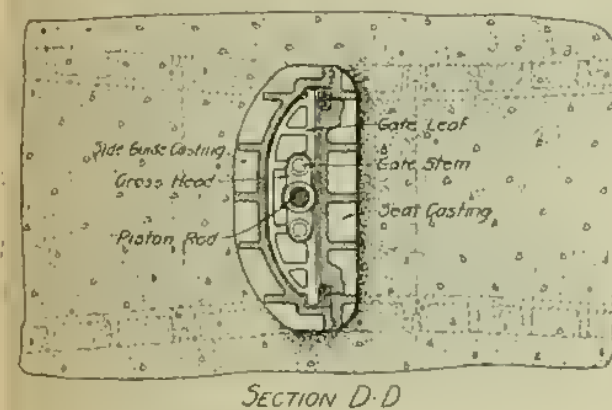 Gate Leaf
Side Guide Casting
Gate Stem
Cross Head
Seat Casting
Piston Rod
SECTION D-D